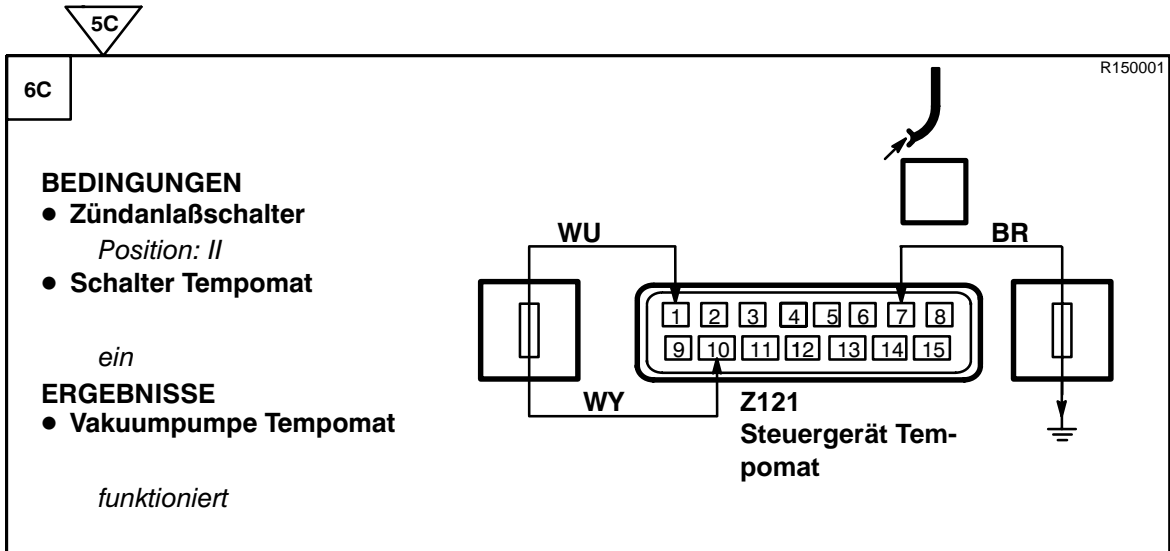 5C
6C
R150001
BEDINGUNGEN
● Zündanlaßschalter
Position: II
● Schalter Tempomat
ein
ERGEBNISSE
● Vakuumpumpe Tempomat
funktioniert
WU
BR
1 2 3 4 5 6 7 8
9 10 11 12 13 14 15
WY
Z121
Steuergerät Tem-
pomat